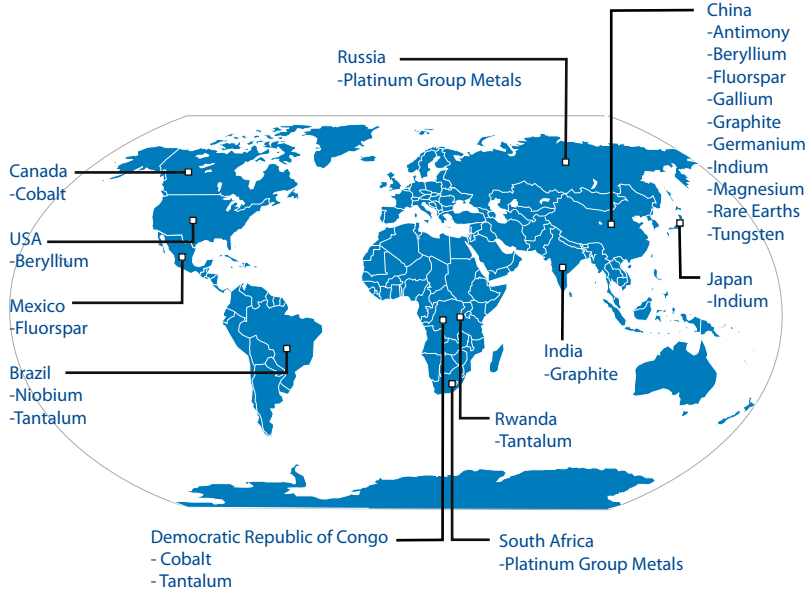 China
-Antimony
-Beryllium
-Fluorspar
-Gallium
-Graphite
-Germanium
-Indium
-Magnesium
-Rare Earths
-Tungsten
Russia
-Platinum Group Metals
Canada
-Cobalt
USA
-Beryllium
Mexico
-Fluorspar
Brazil
-Niobium
-Tantalum
Japan
-Indium
India
-Graphite
Rwanda
-Tantalum
Democratic Republic of Congo
- Cobalt
- Tantalum
South Africa
-Platinum Group Metals